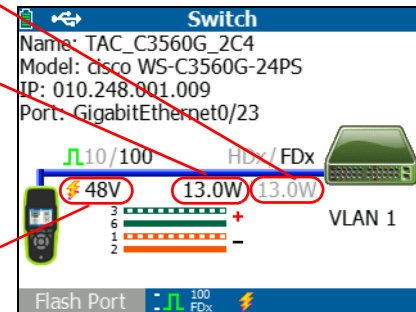 Switch
Name: TAC_C3560G_2C4
Model: cisco WS-C3560G-24PS
IP: 010.248.001.009
Port: GigabitEthernet0/23
10/100 HDx/FDx
48V 13.0W 13.0W
3
6 +
1 –
2
VLAN 1
Flash Port 100 FDx